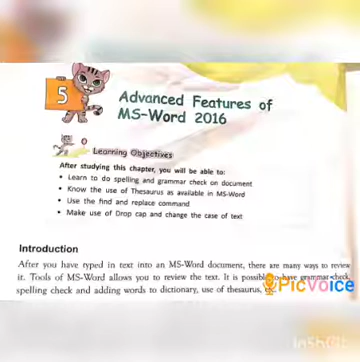 5
Advanced Features of
MS-Word 2016
Learning Objectives
After studying this chapter, you will be able to:
• Learn to do spelling and grammar check on document
• Know the use of Thesaurus as available in MS-Word
• Use the find and replace command
• Make use of Drop cap and change the case of text
Introduction
After you have typed in text into an MS-Word document, there are many ways to review
it. Tools of MS-Word allows you to review the text. It is possible to have grammar check,
spelling check and adding words to dictionary, use of thesaurus,
PicVoice